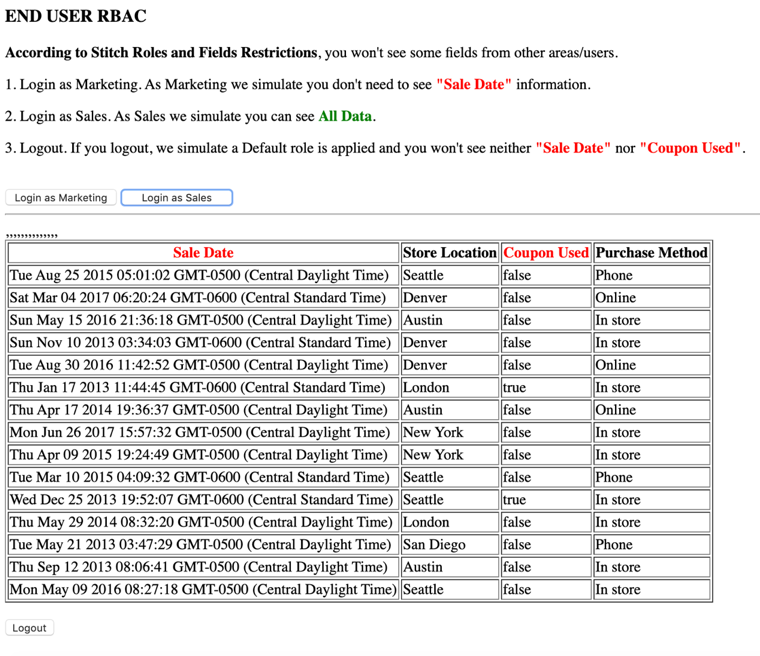 END USER RBAC
According to Stitch Roles and Fields Restrictions, you won't see some fields from other areas/users.
1. Login as Marketing. As Marketing we simulate you don't need to see "Sale Date" information.
2. Login as Sales. As Sales we simulate you can see All Data.
3. Logout. If you logout, we simulate a Default role is applied and you won't see neither "Sale Date" nor "Coupon Used".
Login as Marketing Login as Sales
,,,,,,,,,,,,,,
Sale Date Store Location Coupon Used Purchase Method
Tue Aug 25 2015 05:01:02 GMT-0500 (Central Daylight Time) Seattle false Phone
Sat Mar 04 2017 06:20:24 GMT-0600 (Central Standard Time) Denver false Online
Sun May 15 2016 21:36:18 GMT-0500 (Central Daylight Time) Austin false In store
Sun Nov 10 2013 03:34:03 GMT-0600 (Central Standard Time) Denver false In store
Tue Aug 30 2016 11:42:52 GMT-0500 (Central Daylight Time) Denver false Online
Thu Jan 17 2013 11:44:45 GMT-0600 (Central Standard Time) London true In store
Thu Apr 17 2014 19:36:37 GMT-0500 (Central Daylight Time) Austin false Online
Mon Jun 26 2017 15:57:32 GMT-0500 (Central Daylight Time) New York false In store
Thu Apr 09 2015 19:24:49 GMT-0500 (Central Daylight Time) New York false In store
Tue Mar 10 2015 04:09:32 GMT-0600 (Central Standard Time) Seattle false Phone
Wed Dec 25 2013 19:52:07 GMT-0600 (Central Standard Time) Seattle true In store
Thu May 29 2014 08:32:20 GMT-0500 (Central Daylight Time) London false In store
Tue May 21 2013 03:47:29 GMT-0500 (Central Daylight Time) San Diego false Phone
Thu Sep 12 2013 08:06:41 GMT-0500 (Central Daylight Time) Austin false In store
Mon May 09 2016 08:27:18 GMT-0500 (Central Daylight Time) Seattle false In store
Logout